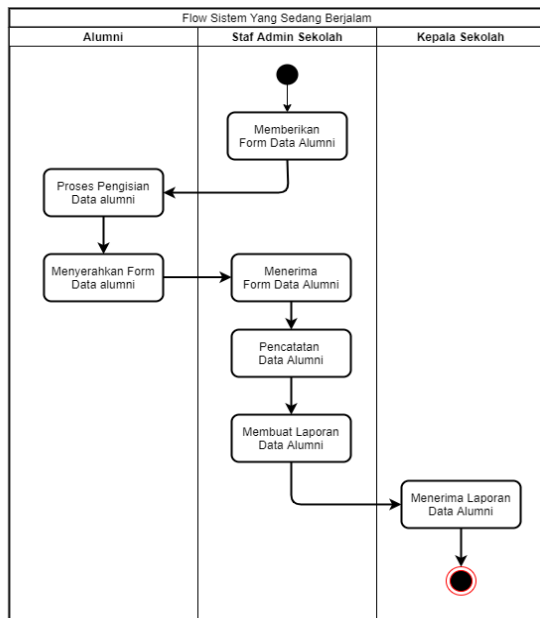 Flow Sistem Yang Sedang Berjalam
Alumni
Staf Admin Sekolah
Kepala Sekolah
Memberikan
Form Data Alumni
Proses Pengisian
Data alumni
Menyerahkan Form
Data alumni
Menerima
Form Data Alumni
Pencatatan
Data Alumni
Membuat Laporan
Data Alumni
Menerima Laporan
Data Alumni